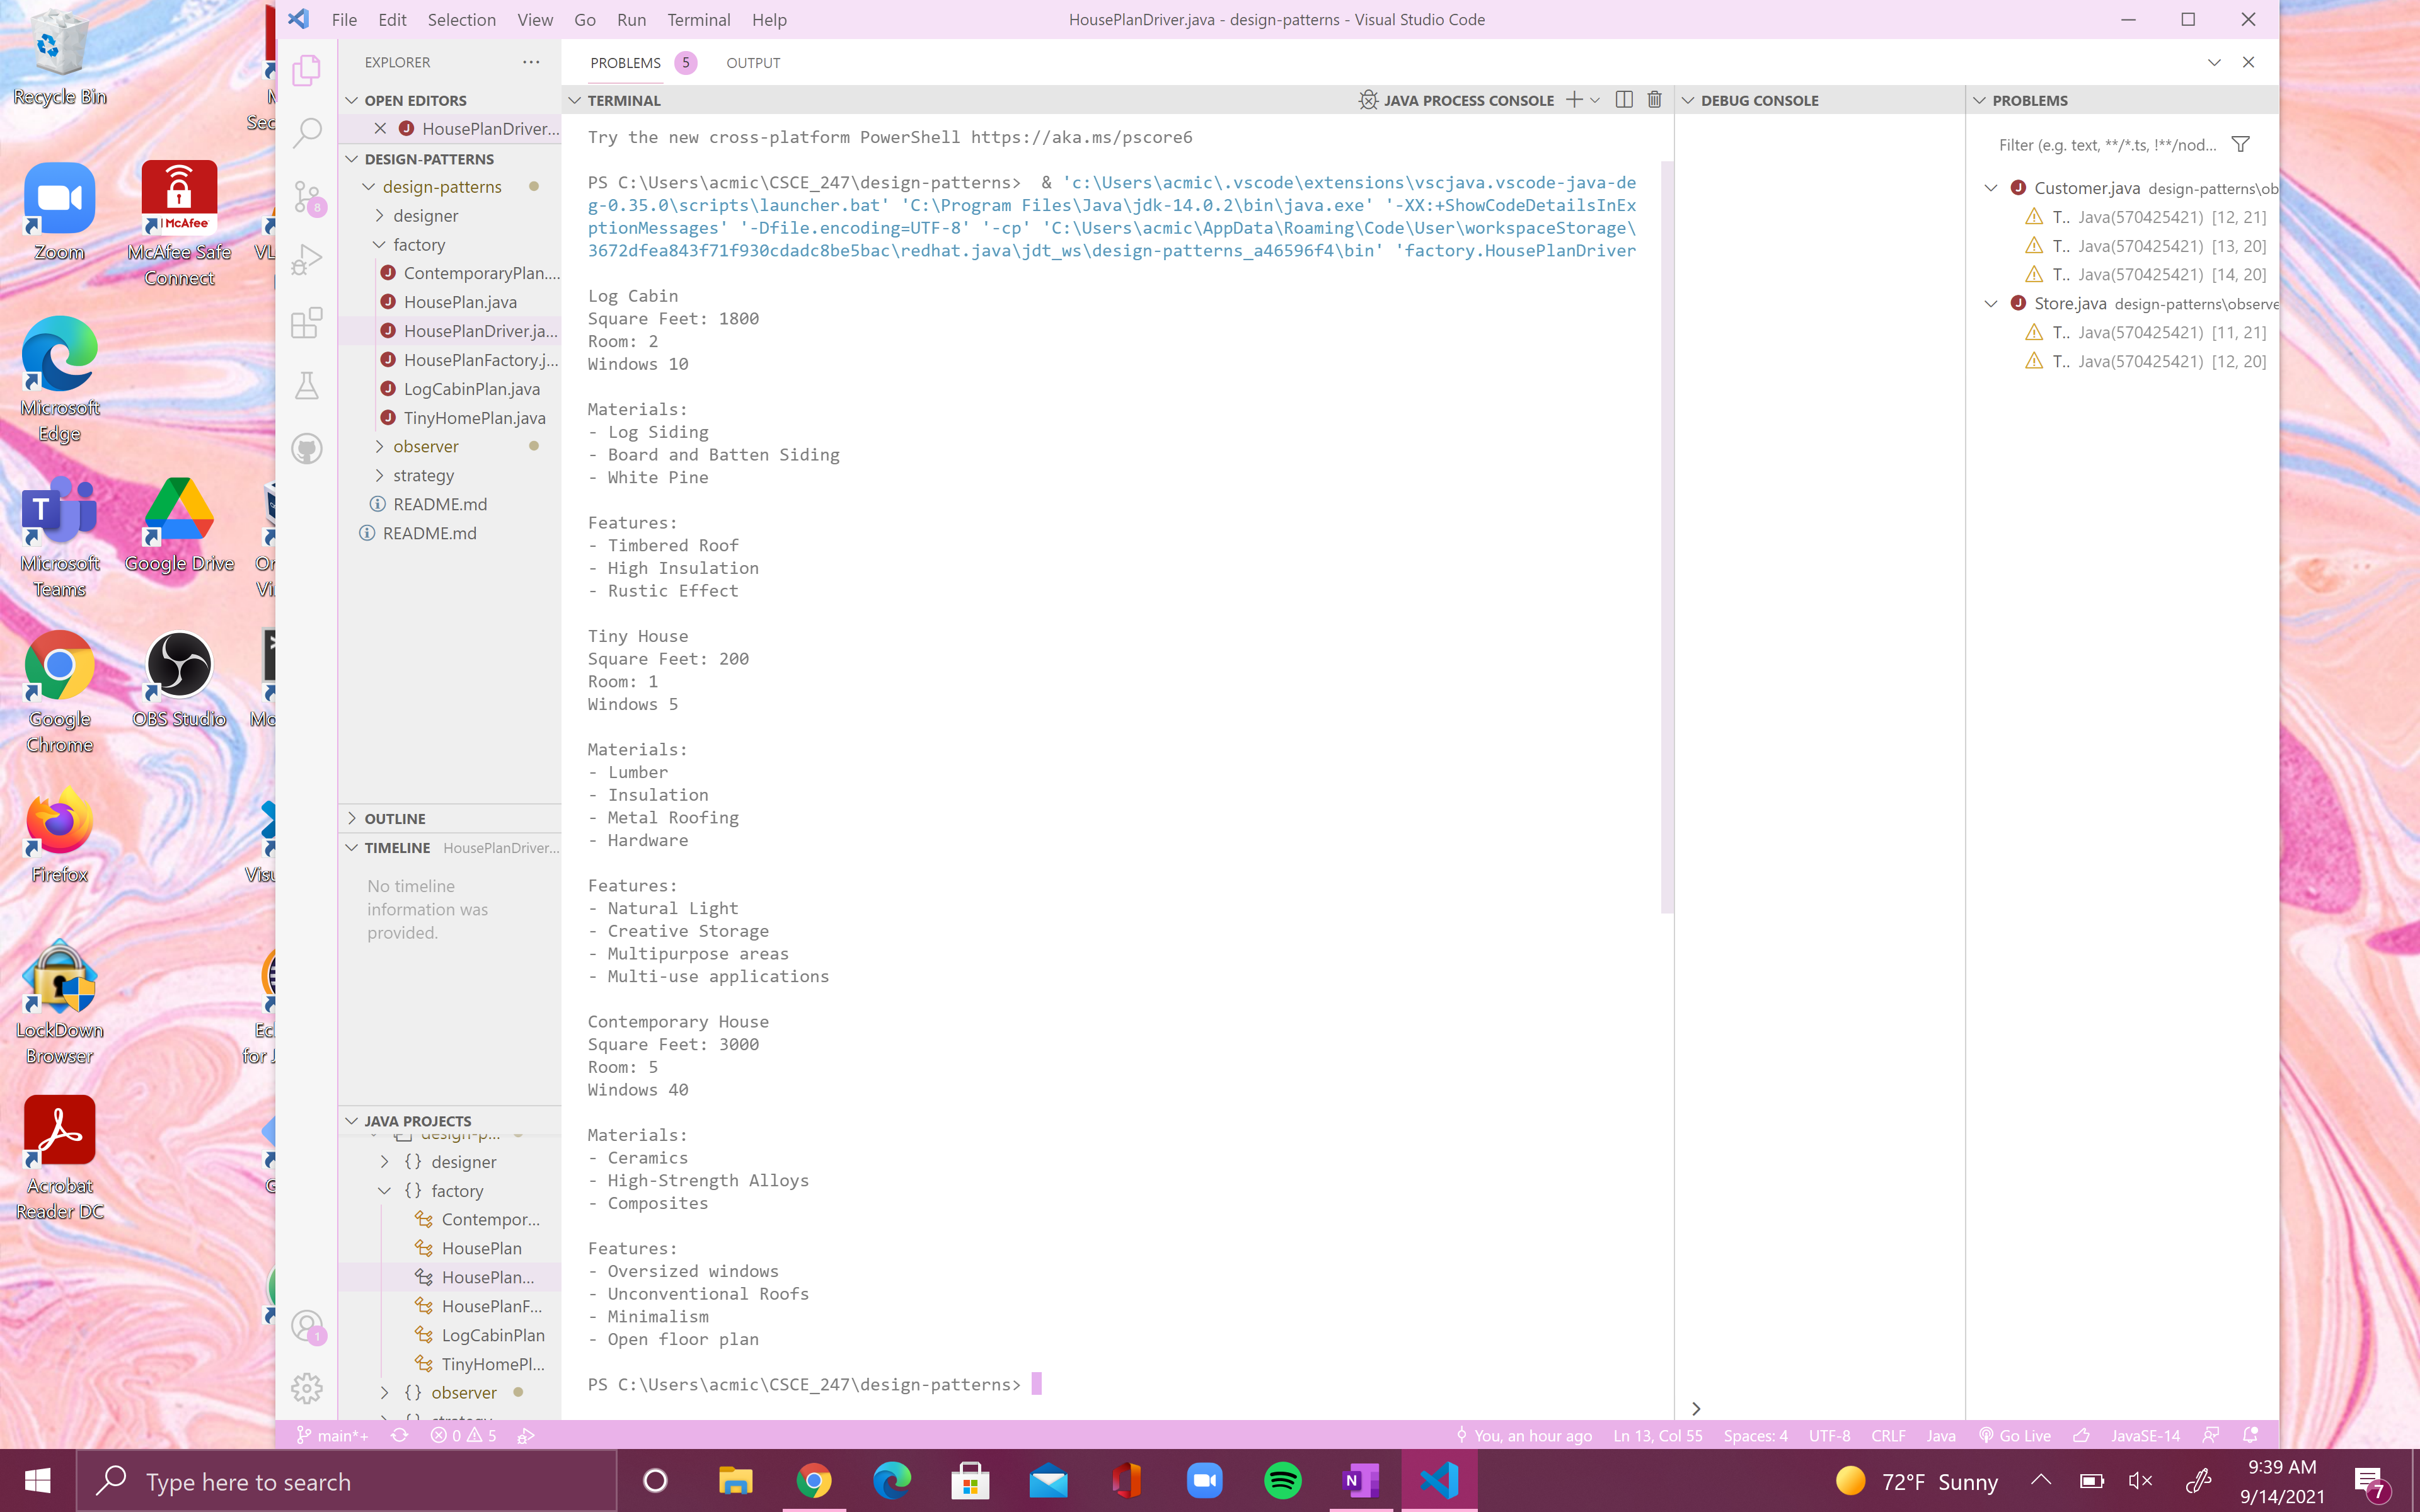 Recycle Bin
Zoom
McAfee Safe
Connect
Microsoft
Edge
Microsoft
Teams
Google Drive
Google
Chrome
OBS Studio
Firefox
LockDown
Browser
Acrobat
Reader DC
McAfee
File Edit Selection View Go Run Terminal Help
HousePlanDriver.java - design-patterns - Visual Studio Code
EXPLORER
OPEN EDITORS
HousePlanDriver...
DESIGN-PATTERNS
design-patterns
designer
factory
ContemporaryPlan....
HousePlan.java
HousePlanDriver.ja...
HousePlanFactory.j...
LogCabinPlan.java
TinyHomePlan.java
observer
strategy
README.md
README.md
OUTLINE
TIMELINE HousePlanDriver...
No timeline
information was
provided.
JAVA PROJECTS
design-p...
designer
factory
Contempor...
HousePlan
HousePlan...
HousePlanF...
LogCabinPlan
TinyHomePl...
observer
8
1
PROBLEMS 5 OUTPUT
TERMINAL JAVA PROCESS CONSOLE
Try the new cross-platform PowerShell https://aka.ms/pscore6
PS C:\Users\acmic\CSCE_247\design-patterns>  & 'c:\Users\acmic\.vscode\extensions\vscjava.vscode-java-de
g-0.35.0\scripts\launcher.bat' 'C:\Program Files\Java\jdk-14.0.2\bin\java.exe' '-XX:+ShowCodeDetailsInEx
ptionMessages' '-Dfile.encoding=UTF-8' '-cp' 'C:\Users\acmic\AppData\Roaming\Code\User\workspaceStorage\
3672dfea843f71f930cdadc8be5bac\redhat.java\jdt_ws\design-patterns_a46596f4\bin' 'factory.HousePlanDriver
Log Cabin
Square Feet: 1800
Room: 2
Windows 10
Materials:
- Log Siding
- Board and Batten Siding
- White Pine
Features:
- Timbered Roof
- High Insulation
- Rustic Effect
Tiny House
Square Feet: 200
Room: 1
Windows 5
Materials:
- Lumber
- Insulation
- Metal Roofing
- Hardware
Features:
- Natural Light
- Creative Storage
- Multipurpose areas
- Multi-use applications
Contemporary House
Square Feet: 3000
Room: 5
Windows 40
Materials:
- Ceramics
- High-Strength Alloys
- Composites
Features:
- Oversized windows
- Unconventional Roofs
- Minimalism
- Open floor plan
PS C:\Users\acmic\CSCE_247\design-patterns>
DEBUG CONSOLE
PROBLEMS
Filter (e.g. text, **/*.ts, !**/nod...
Customer.java design-patterns\ob
T.. Java(570425421) [12, 21]
T.. Java(570425421) [13, 20]
T.. Java(570425421) [14, 20]
Store.java design-patterns\observe
T.. Java(570425421) [11, 21]
T.. Java(570425421) [12, 20]
main*+ 0 5
You, an hour ago Ln 13, Col 55 Spaces: 4 UTF-8 CRLF Java Go Live JavaSE-14
Type here to search
72°F Sunny
9:39 AM
9/14/2021
7